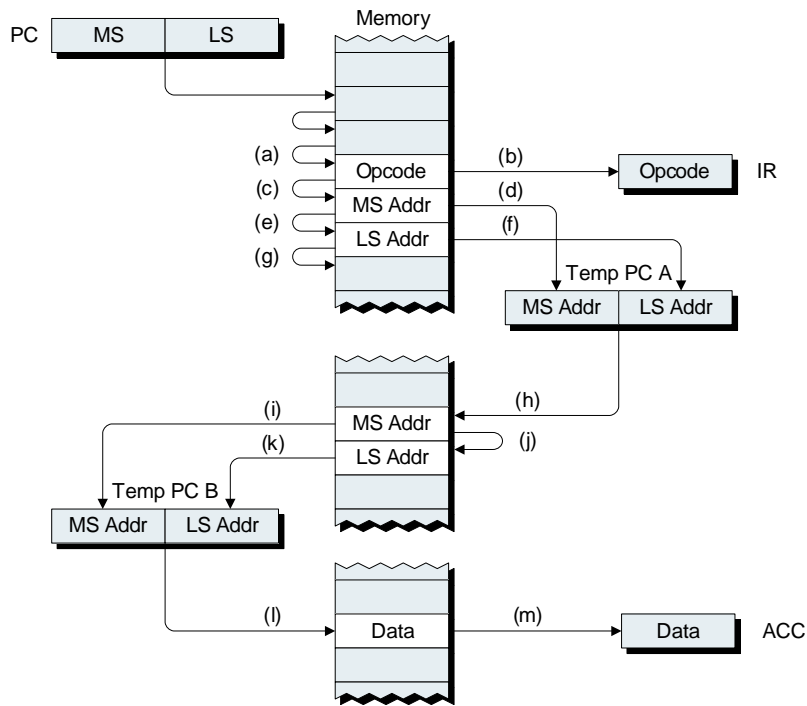 Memory
PC MS LS
(a)
Opcode (b) Opcode IR
(c) MS Addr (d)
(e) LS Addr (f)
(g)
Temp PC A
MS Addr LS Addr
(h)
(i) MS Addr
(j)
(k) LS Addr
Temp PC B
MS Addr LS Addr
(l) Data (m) Data ACC